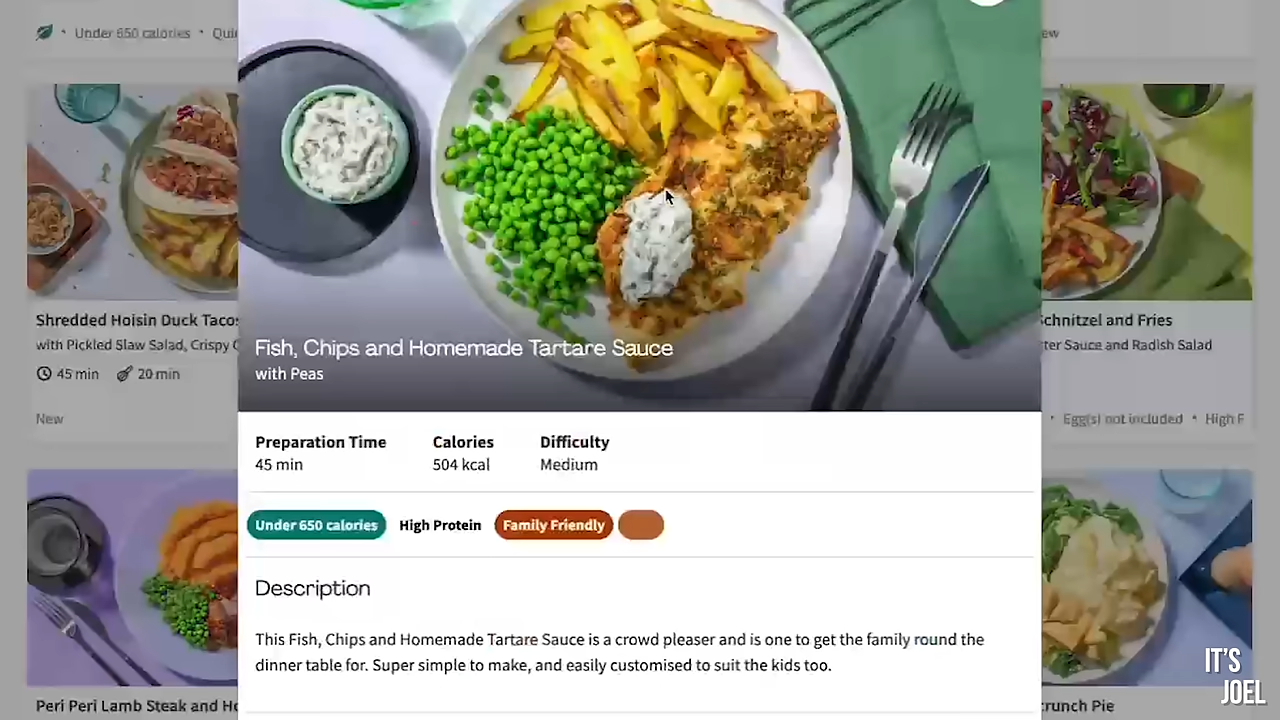 Under 650 calories • Quic
ew
Shredded Hoisin Duck Tacos
with Pickled Slaw Salad, Crispy
45 min 20 min
New
Fish, Chips and Homemade Tartare Sauce
with Peas
Schnitzel and Fries
ter Sauce and Radish Salad
• Egg(s) not included • High F
Preparation Time Calories Difficulty
45 min 504 kcal Medium
Under 650 calories High Protein Family Friendly
Description
This Fish, Chips and Homemade Tartare Sauce is a crowd pleaser and is one to get the family round the
dinner table for. Super simple to make, and easily customised to suit the kids too.
Peri Peri Lamb Steak and Ho
crunch Pie
IT'S
JOEL